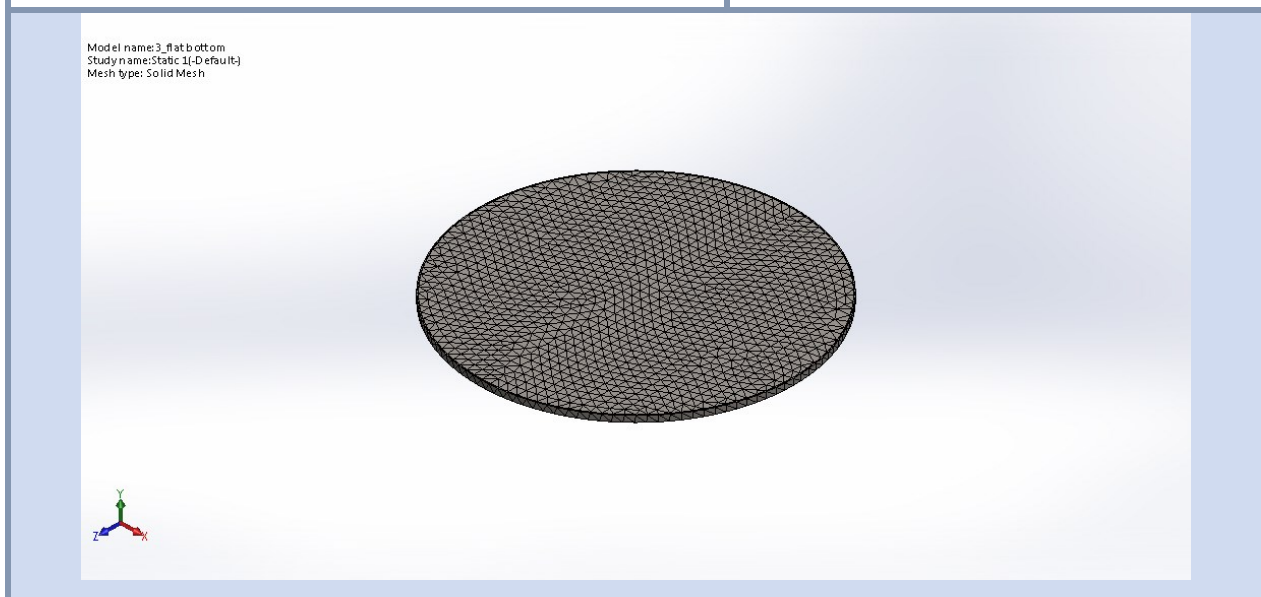 Model name:3_flat bottom
Study name:Static 1(-Default-)
Mesh type: Solid Mesh
Y
Z
X